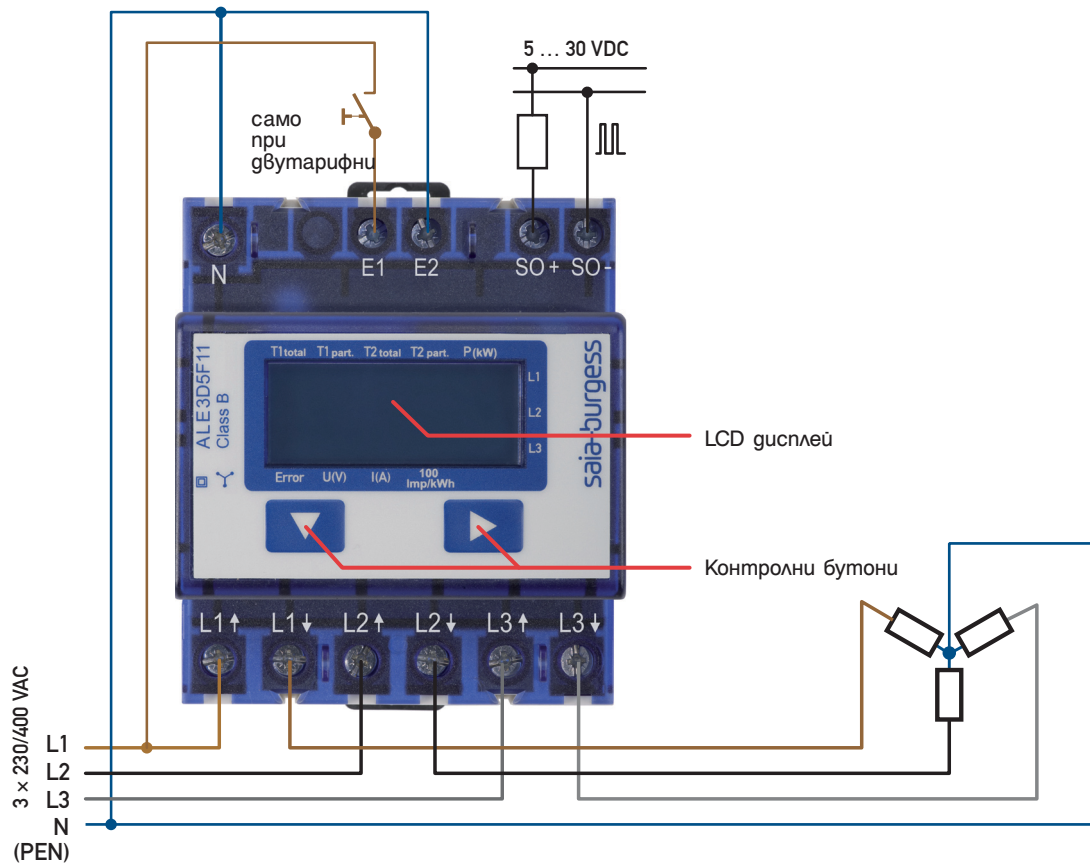 5 … 30 VDC
само
при
двутарифни
N
E1
E2
SO +
SO -
T1 total
T1 part.
T2 total
T2 part.
P(kW)
L1
L2
L3
ALE3D5F11
Class B
saia-burgess
Error
U(V)
I(A)
100
Imp/kWh
LCD дисплей
Контролни бутони
L1
L1
L2
L2
L3
L3
3 × 230/400 VAC
L1
L2
L3
N
(PEN)